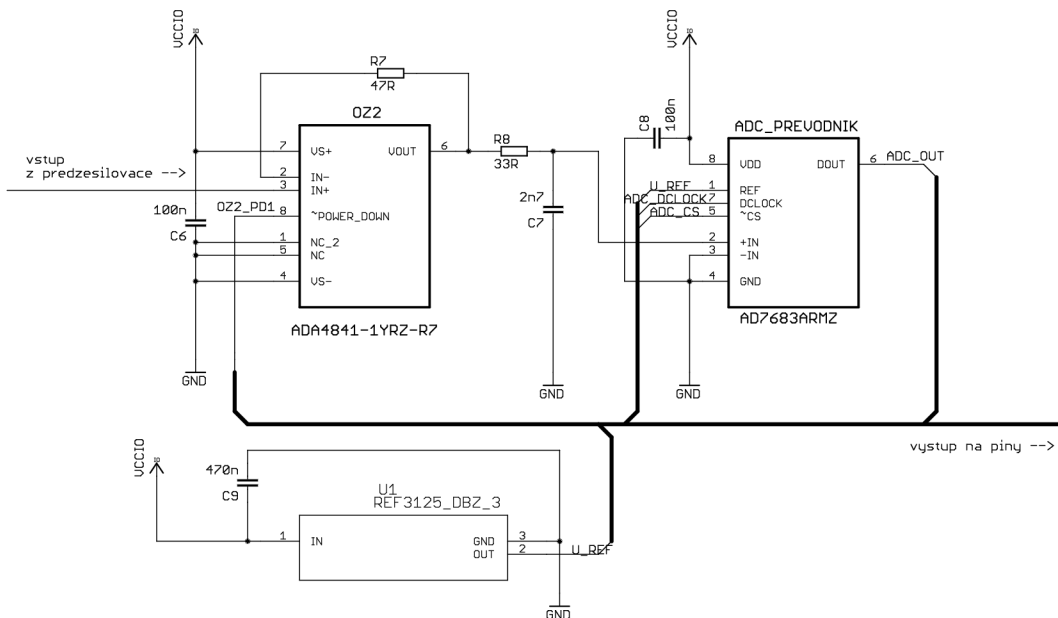 VCCIO
R7
47R
OZ2
7 VS+
VOUT 6
2 IN-
3 IN+
8 ~POWER_DOWN
1 NC_2
5 NC
4 VS-
ADA4841-1YRZ-R7
vstup
z predzesilovace -->
100n
C6
OZ2_PD1
GND
R8
33R
2n7
C7
GND
VCCIO
C8
100n
ADC_PREVODNIK
8 VDD
DOUT 6
ADC_OUT
U_REF
1 REF
ADC_DCLOCK
7 DCLOCK
ADC_CS
5 ~CS
2 +IN
3 -IN
4 GND
AD7683ARMZ
GND
vystup na piny -->
VCCIO
470n
C9
U1
REF3125_DBZ_3
1 IN
GND 3
OUT 2
U_REF
GND